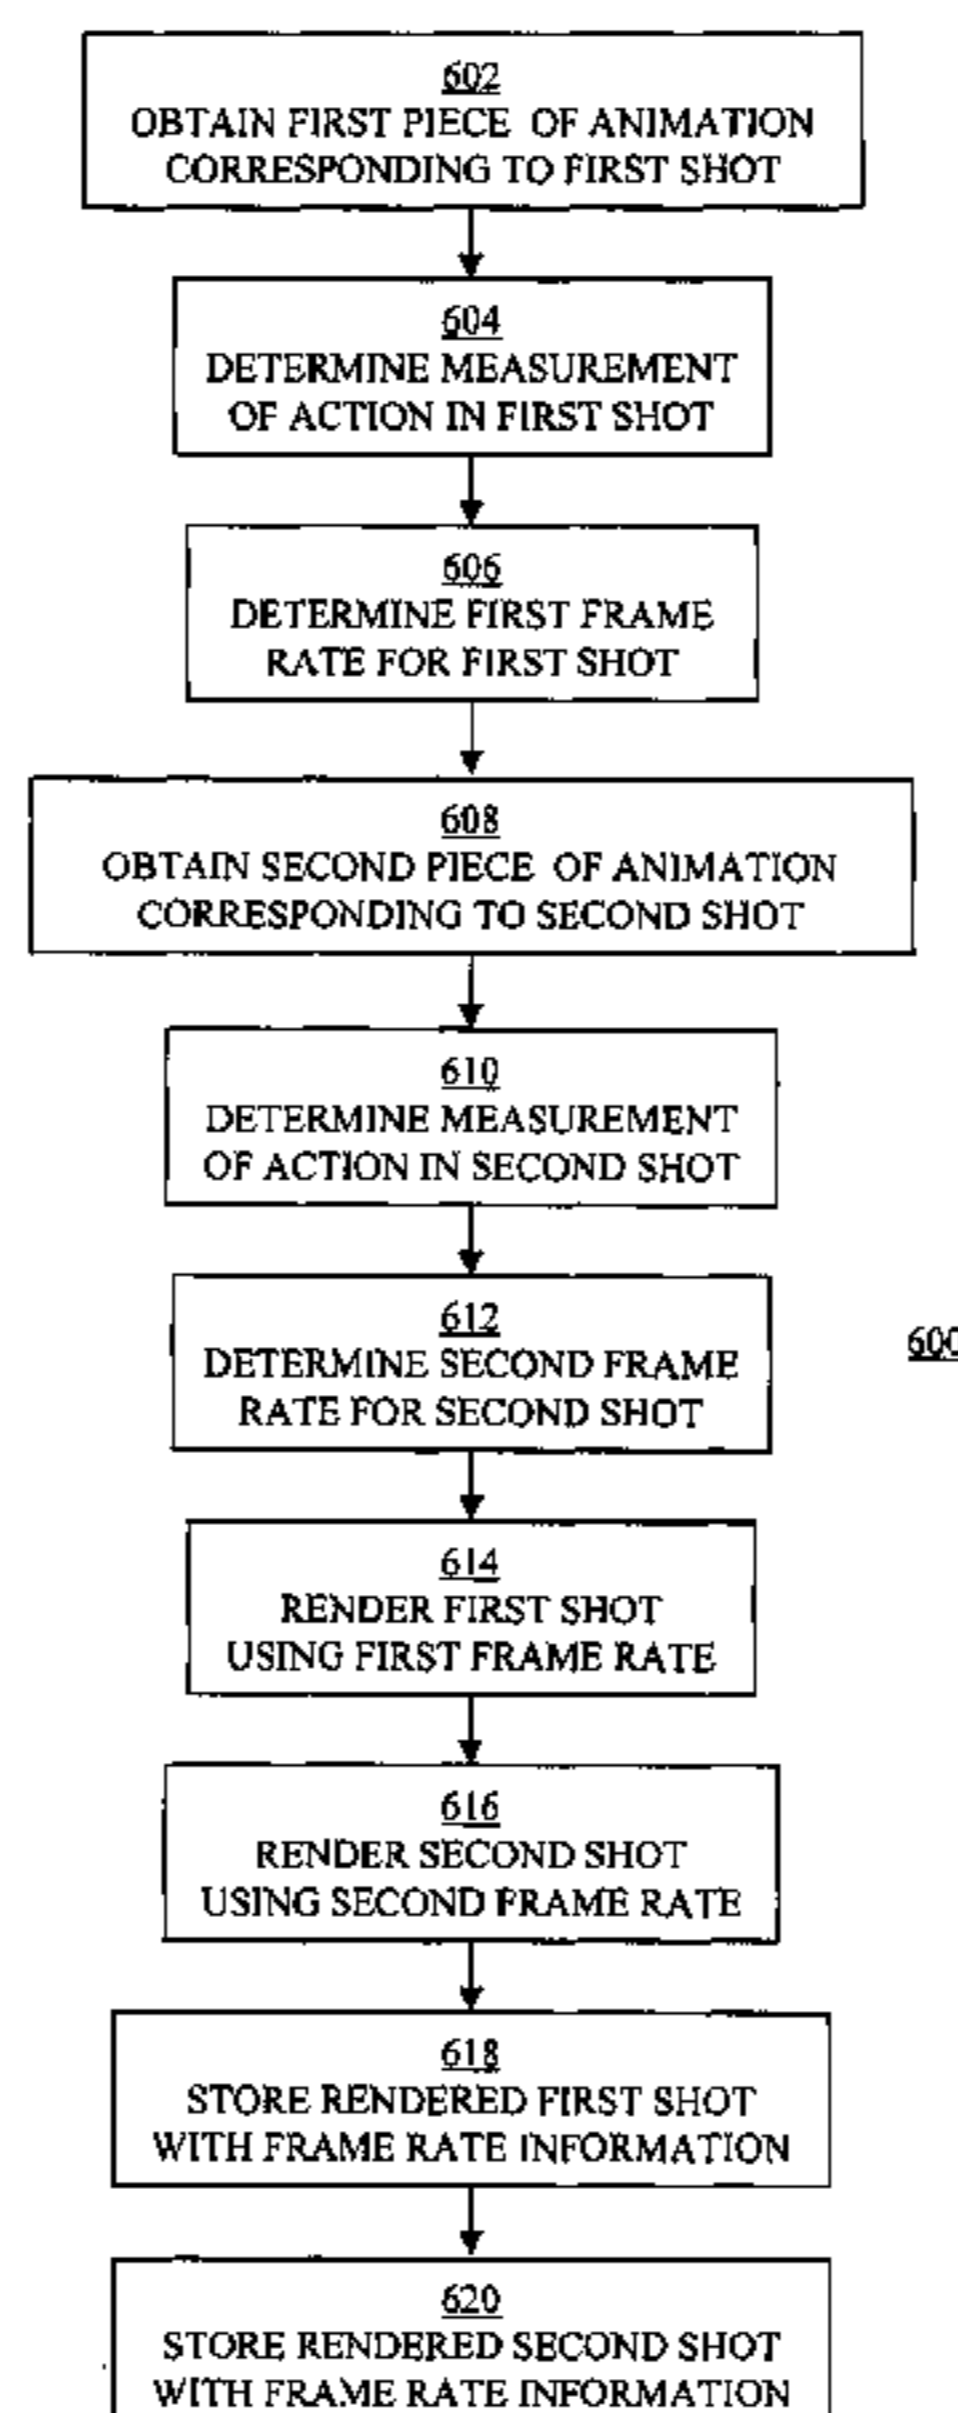 602
OBTAIN FIRST PIECE OF ANIMATION
CORRESPONDING TO FIRST SHOT
604
DETERMINE MEASUREMENT
OF ACTION IN FIRST SHOT
606
DETERMINE FIRST FRAME
RATE FOR FIRST SHOT
608
OBTAIN SECOND PIECE OF ANIMATION
CORRESPONDING TO SECOND SHOT
610
DETERMINE MEASUREMENT
OF ACTION IN SECOND SHOT
612
DETERMINE SECOND FRAME
RATE FOR SECOND SHOT
600
614
RENDER FIRST SHOT
USING FIRST FRAME RATE
616
RENDER SECOND SHOT
USING SECOND FRAME RATE
618
STORE RENDERED FIRST SHOT
WITH FRAME RATE INFORMATION
620
STORE RENDERED SECOND SHOT
WITH FRAME RATE INFORMATION